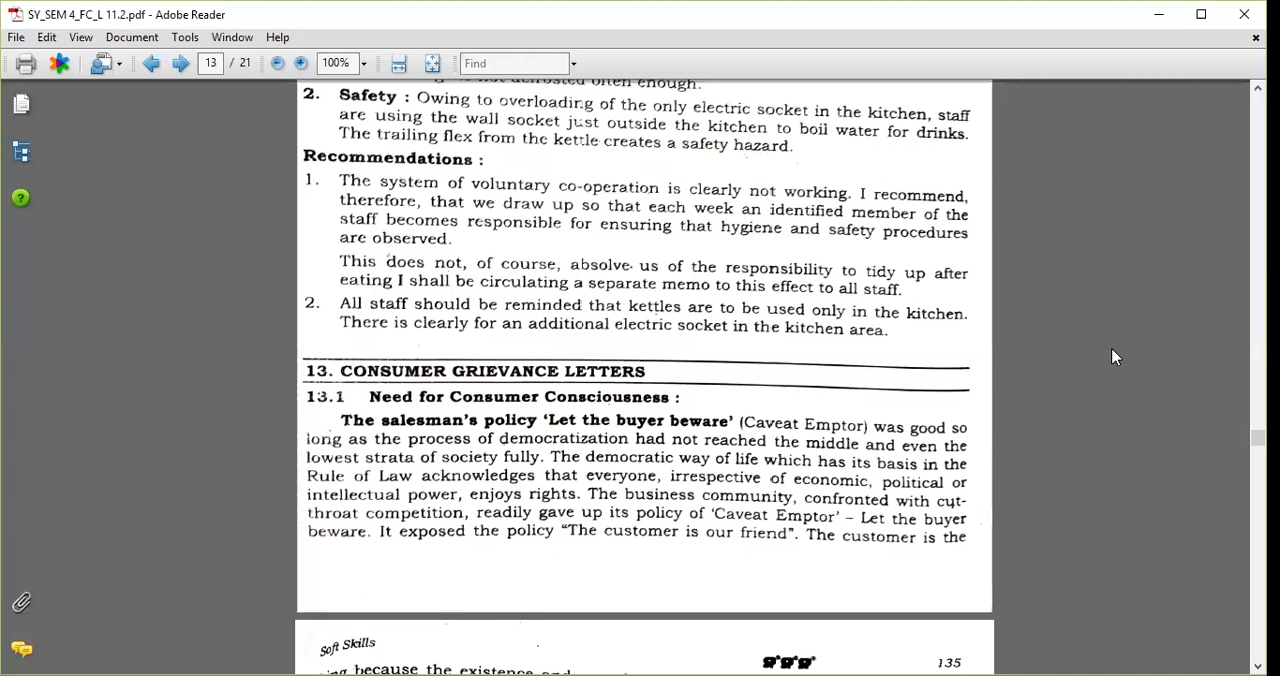 SY_SEM 4_FC_L 11.2.pdf - Adobe Reader
File Edit View Document Tools Window Help
13 / 21 100% Find
not defrosted often enough.
2. Safety : Owing to overloading of the only electric socket in the kitchen, staff
are using the wall socket just outside the kitchen to boil water for drinks.
The trailing flex from the kettle creates a safety hazard.
Recommendations :
1. The system of voluntary co-operation is clearly not working. I recommend,
therefore, that we draw up so that each week an identified member of the
staff becomes responsible for ensuring that hygiene and safety procedures
are observed.
This does not, of course, absolve us of the responsibility to tidy up after
eating I shall be circulating a separate memo to this effect to all staff.
2. All staff should be reminded that kettles are to be used only in the kitchen.
There is clearly for an additional electric socket in the kitchen area.
13. CONSUMER GRIEVANCE LETTERS
13.1 Need for Consumer Consciousness :
The salesman's policy 'Let the buyer beware' (Caveat Emptor) was good so
long as the process of democratization had not reached the middle and even the
lowest strata of society fully. The democratic way of life which has its basis in the
Rule of Law acknowledges that everyone, irrespective of economic, political or
intellectual power, enjoys rights. The business community, confronted with cut-
throat competition, readily gave up its policy of 'Caveat Emptor' – Let the buyer
beware. It exposed the policy "The customer is our friend". The customer is the
Soft Skills
135
because the existence and